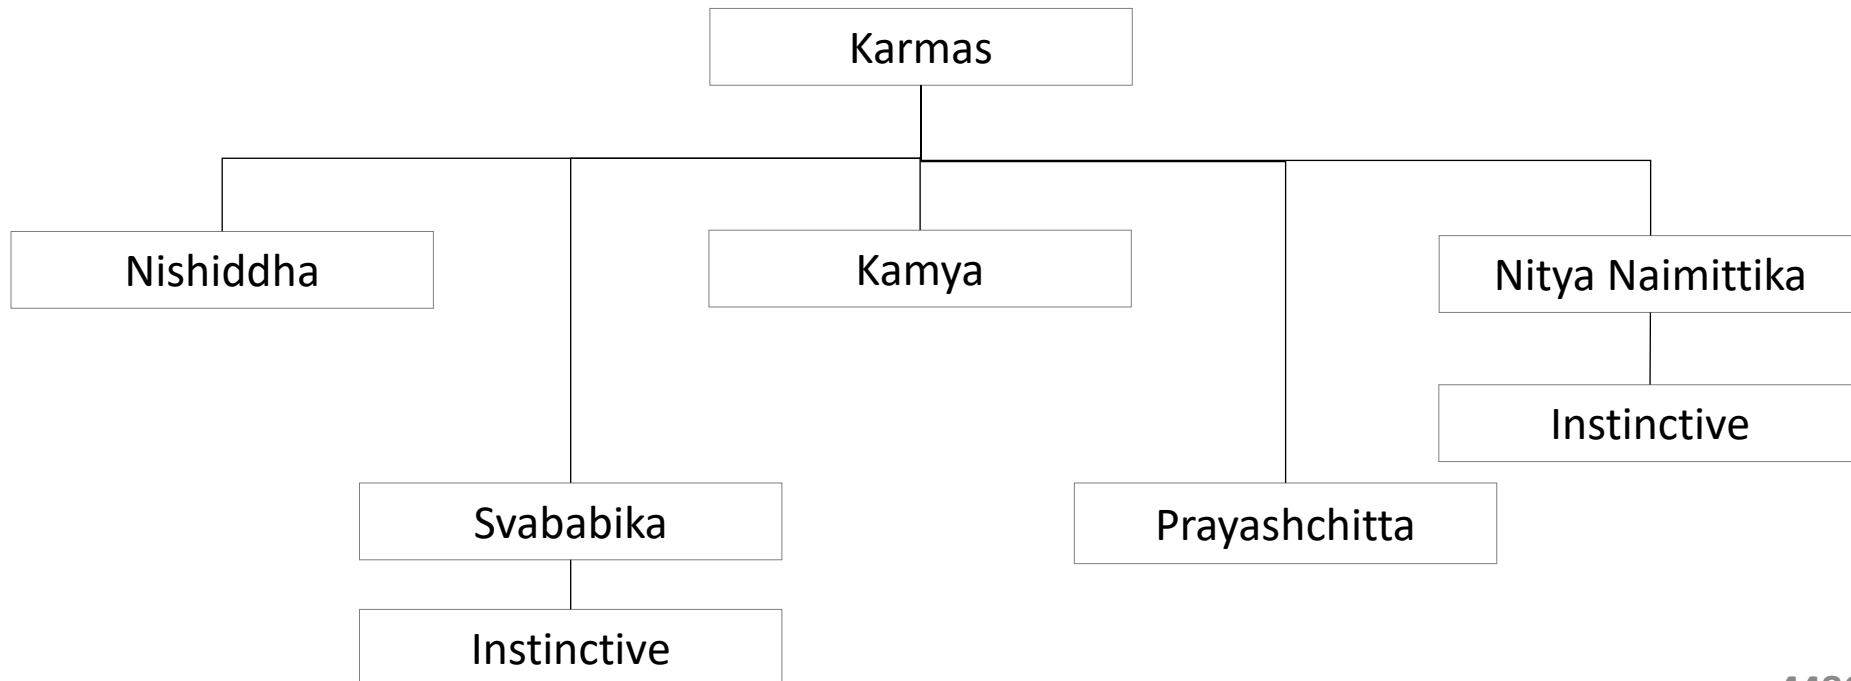 Karmas
Nishiddha
Kamya
Nitya Naimittika
Instinctive
Svababika
Prayashchitta
Instinctive